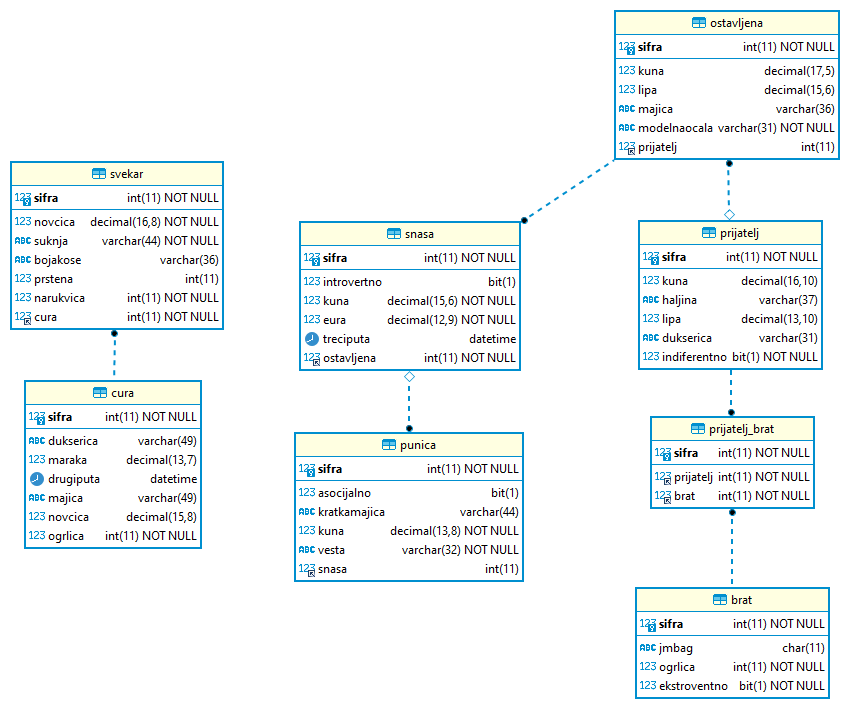 ostavljena
123 sifra int(11) NOT NULL
123 kuna decimal(17,5)
123 lipa decimal(15,6)
ABC majica varchar(36)
ABC modelnaocala varchar(31) NOT NULL
123 prijatelj int(11)
svekar
123 sifra int(11) NOT NULL
123 novcica decimal(16,8) NOT NULL
ABC suknja varchar(44) NOT NULL
ABC bojakose varchar(36)
123 prstena int(11)
123 narukvica int(11) NOT NULL
123 cura int(11) NOT NULL
snasa
123 sifra int(11) NOT NULL
123 introvertno bit(1)
123 kuna decimal(15,6) NOT NULL
123 eura decimal(12,9) NOT NULL
treciputa datetime
123 ostavljena int(11) NOT NULL
prijatelj
123 sifra int(11) NOT NULL
123 kuna decimal(16,10)
ABC haljina varchar(37)
123 lipa decimal(13,10)
ABC dukserica varchar(31)
123 indiferentno bit(1) NOT NULL
cura
123 sifra int(11) NOT NULL
ABC dukserica varchar(49)
123 maraka decimal(13,7)
drugiputa datetime
ABC majica varchar(49)
123 novcica decimal(15,8)
123 ogrlica int(11) NOT NULL
punica
123 sifra int(11) NOT NULL
123 asocijalno bit(1)
ABC kratkamajica varchar(44)
123 kuna decimal(13,8) NOT NULL
ABC vesta varchar(32) NOT NULL
123 snasa int(11)
prijatelj_brat
123 sifra int(11) NOT NULL
123 prijatelj int(11) NOT NULL
123 brat int(11) NOT NULL
brat
123 sifra int(11) NOT NULL
ABC jmbag char(11)
123 ogrlica int(11) NOT NULL
123 ekstroventno bit(1) NOT NULL